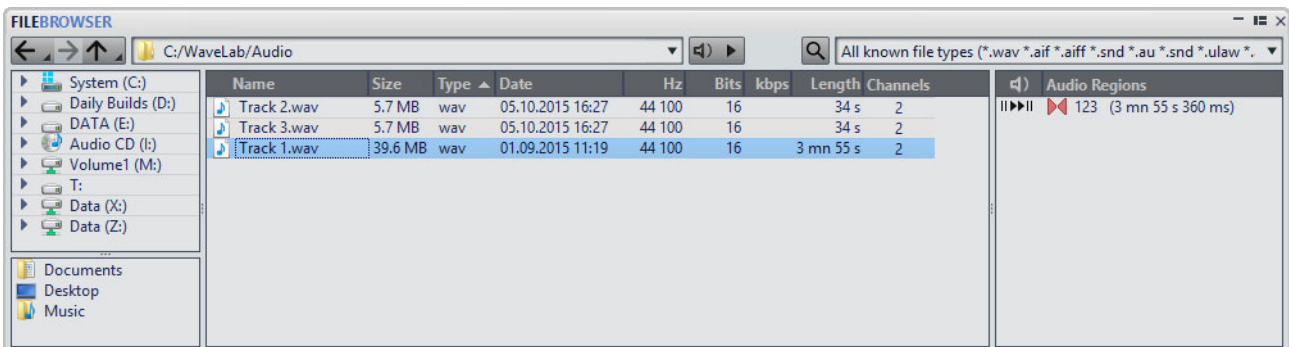 FILEBROWSER
C:/WaveLab/Audio
All known file types (*.wav *.aif *.aiff *.snd *.au *.snd *.ulaw *.
System (C:)
Daily Builds (D:)
DATA (E:)
Audio CD (I:)
Volume1 (M:)
T:
Data (X:)
Data (Z:)
Documents
Desktop
Music
Name Size Type Date Hz Bits kbps Length Channels
Track 2.wav 5.7 MB wav 05.10.2015 16:27 44 100 16 34 s 2
Track 3.wav 5.7 MB wav 05.10.2015 16:27 44 100 16 34 s 2
Track 1.wav 39.6 MB wav 01.09.2015 11:19 44 100 16 3 mn 55 s 2
Audio Regions
123 (3 mn 55 s 360 ms)